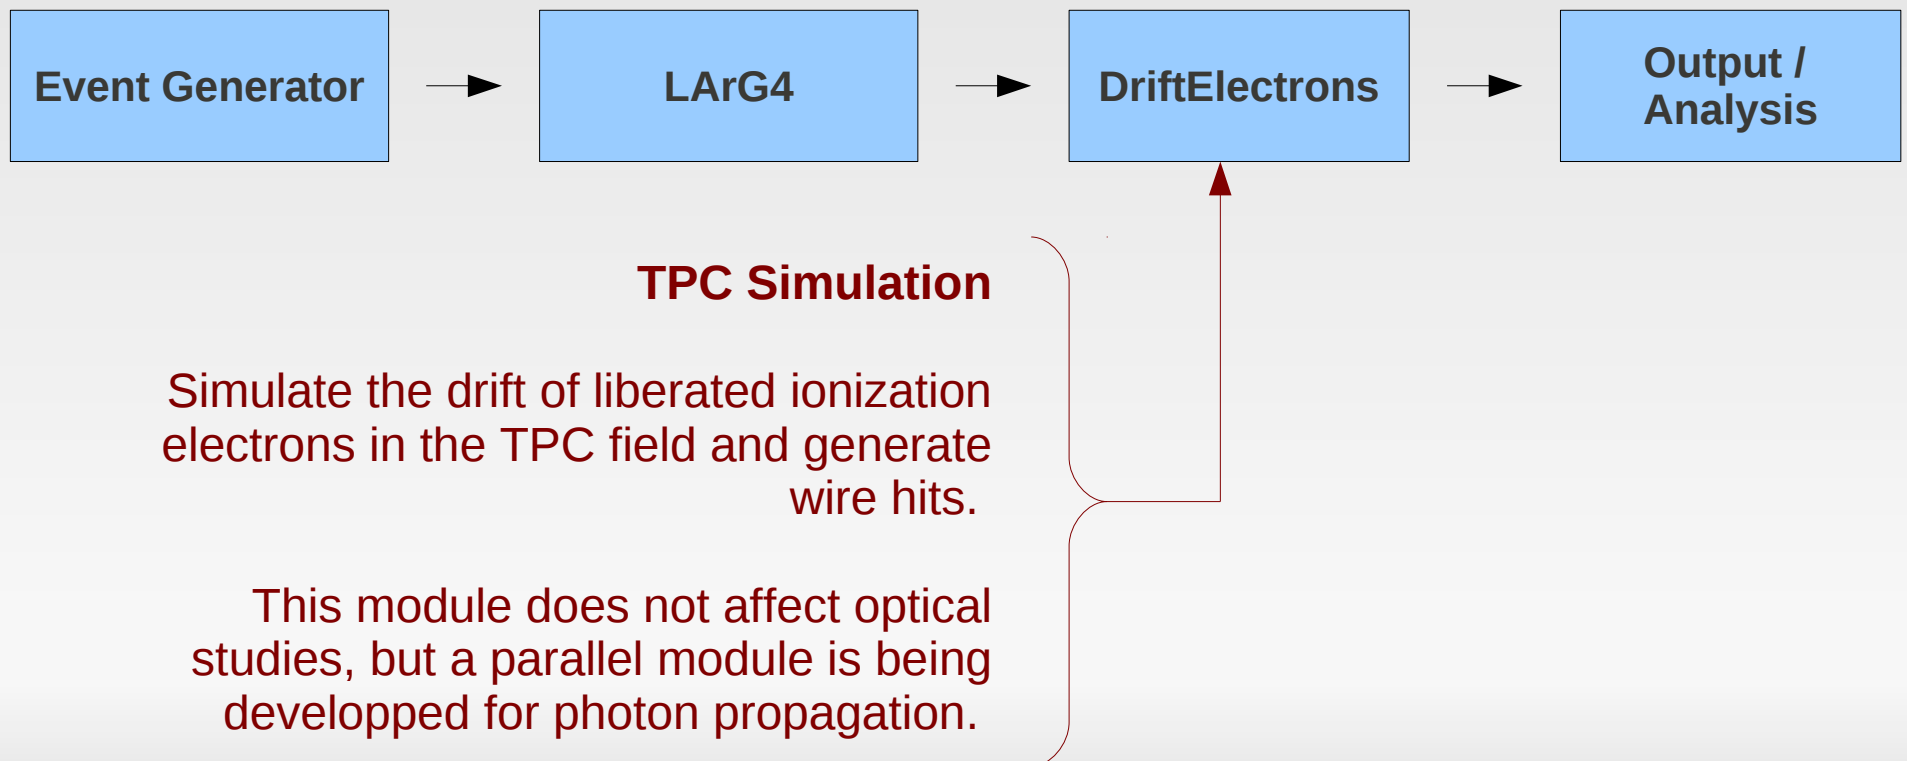 Event Generator
LArG4
DriftElectrons
Output /
Analysis
TPC Simulation
Simulate the drift of liberated ionization
electrons in the TPC field and generate
wire hits.
This module does not affect optical
studies, but a parallel module is being
developped for photon propagation.